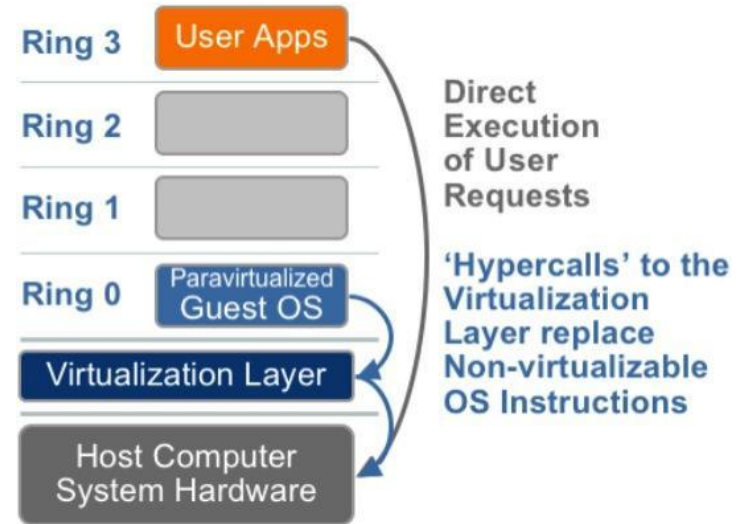 Ring 3
User Apps
Ring 2
Ring 1
Ring 0
Paravirtualized
Guest OS
Virtualization Layer
Host Computer
System Hardware
Direct
Execution
of User
Requests
‘Hypercalls’ to the
Virtualization
Layer replace
Non-virtualizable
OS Instructions